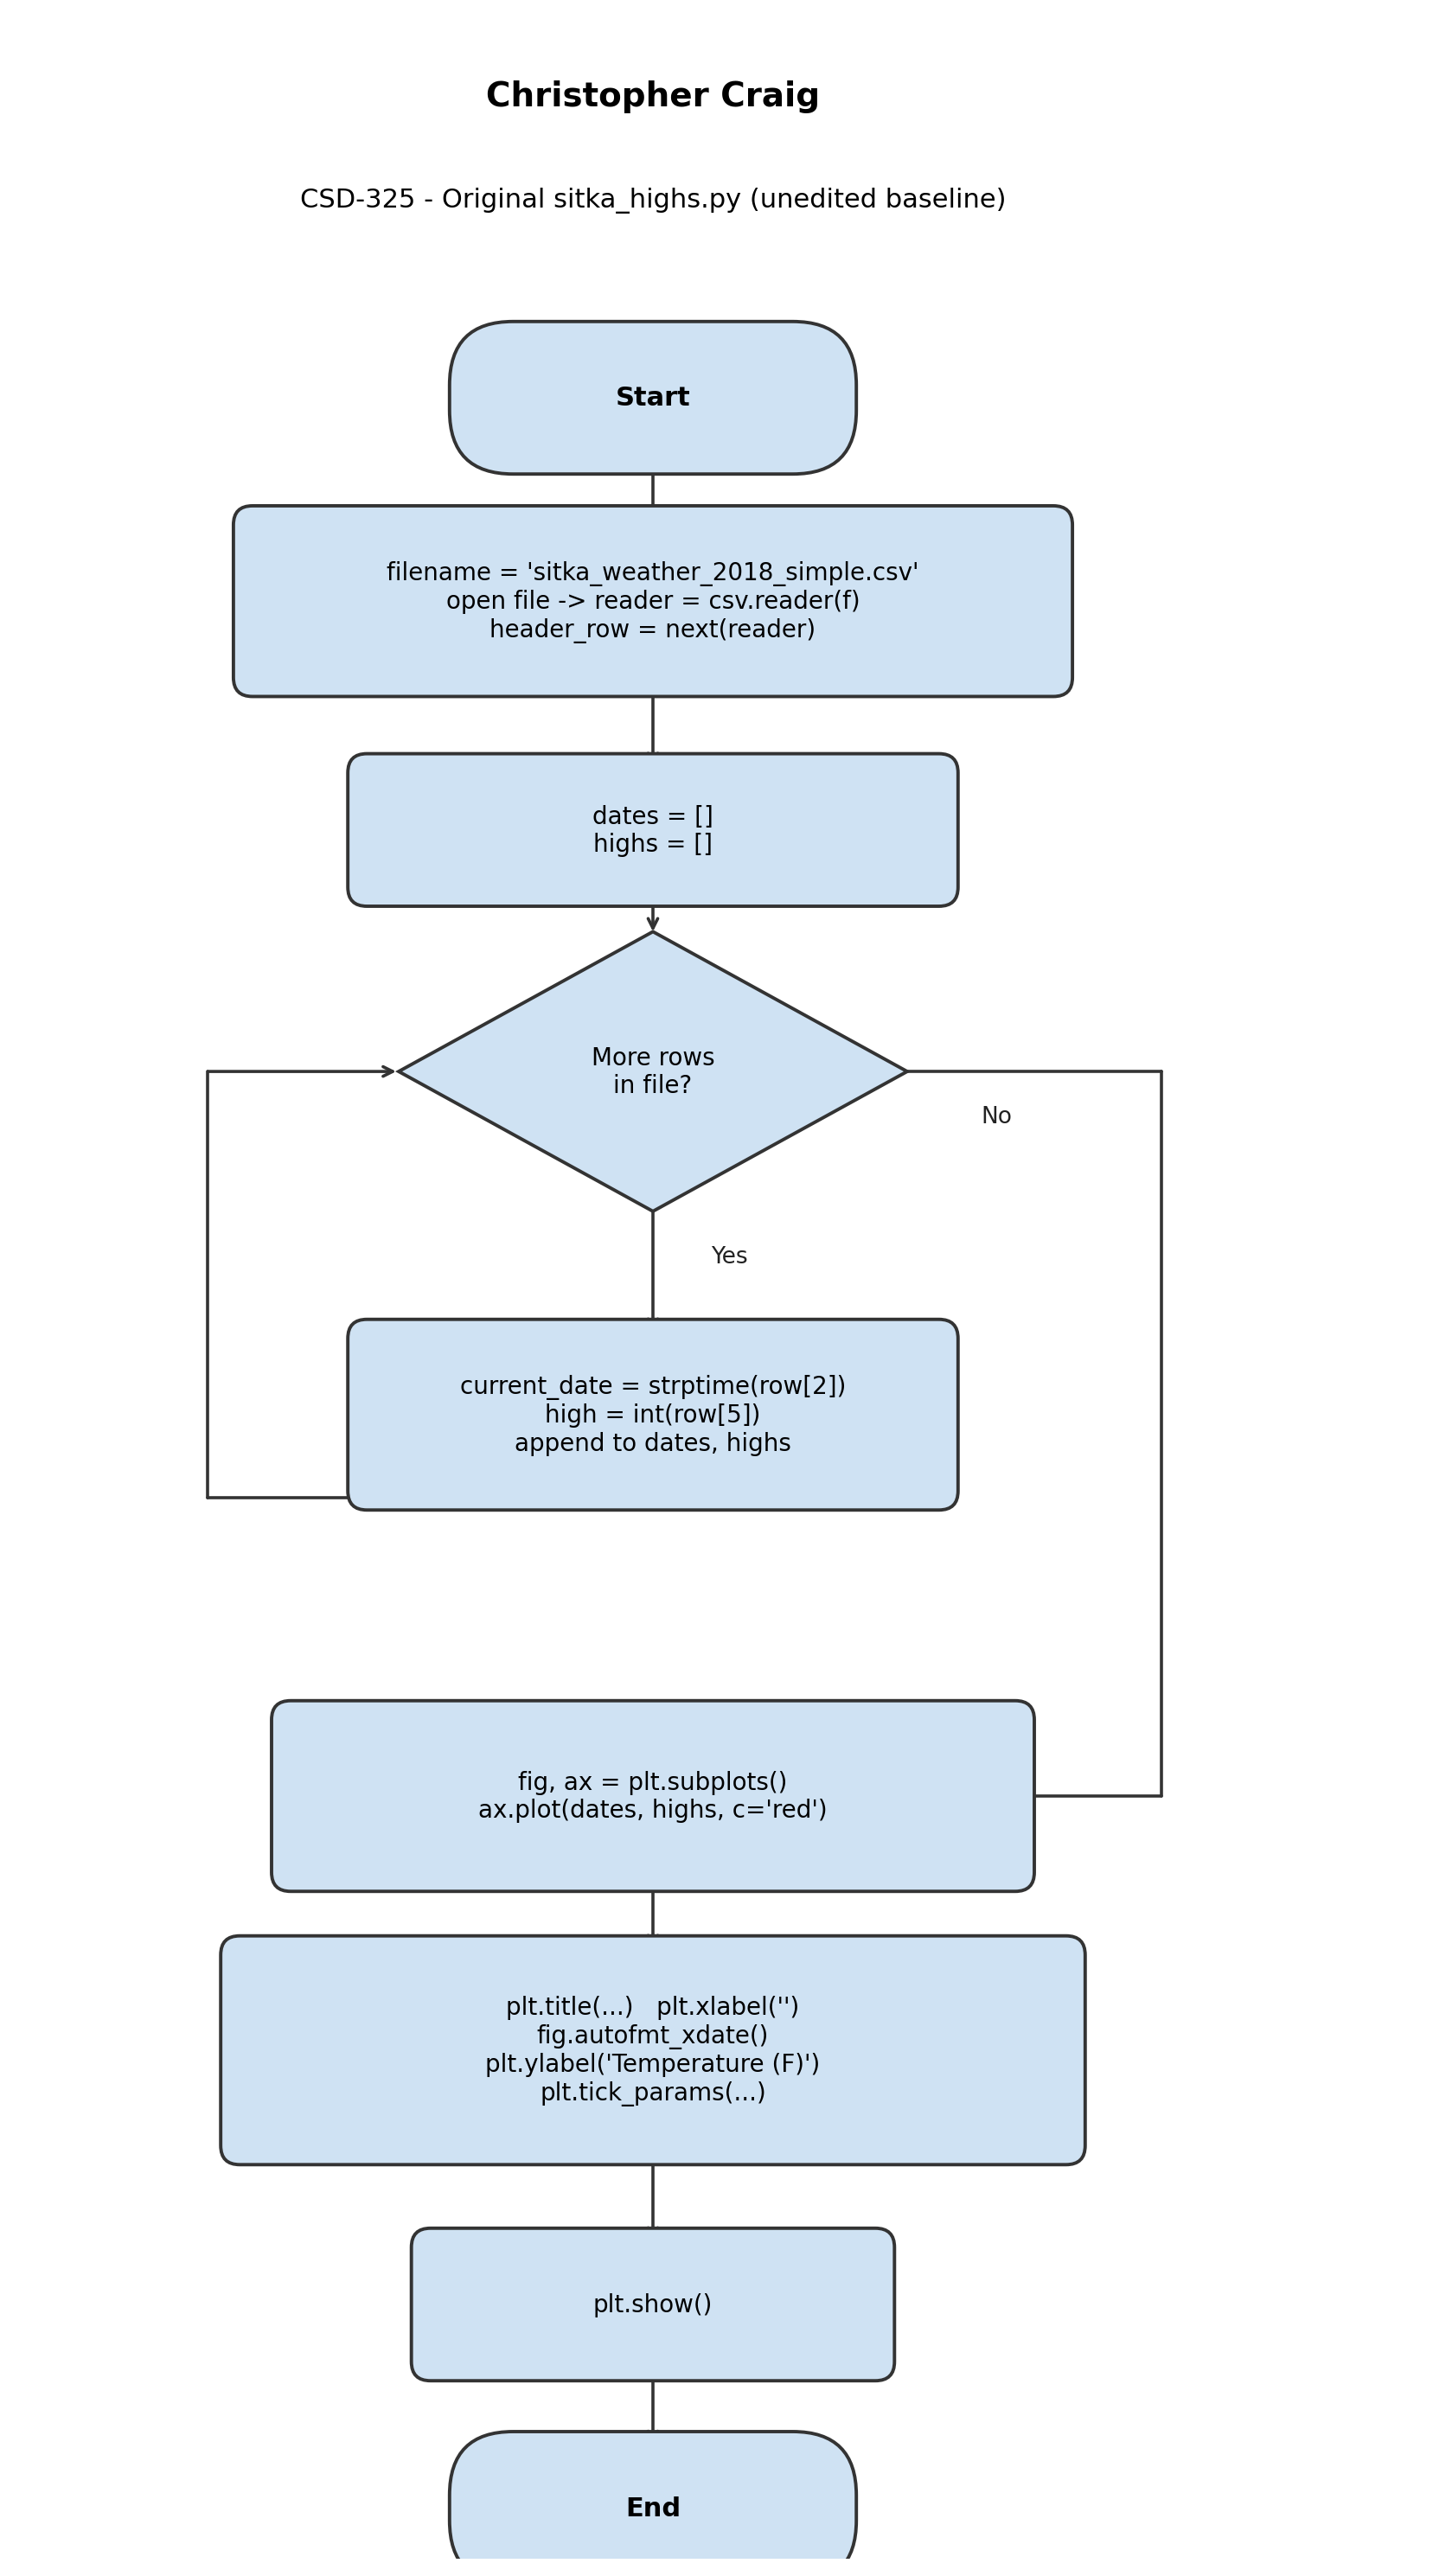 Christopher Craig
CSD-325 - Original sitka_highs.py (unedited baseline)
Start
filename = 'sitka_weather_2018_simple.csv'
open file -> reader = csv.reader(f)
header_row = next(reader)
dates = []
highs = []
More rows
in file?
No
Yes
current_date = strptime(row[2])
high = int(row[5])
append to dates, highs
fig, ax = plt.subplots()
ax.plot(dates, highs, c='red')
plt.title(...)   plt.xlabel('')
fig.autofmt_xdate()
plt.ylabel('Temperature (F)')
plt.tick_params(...)
plt.show()
End